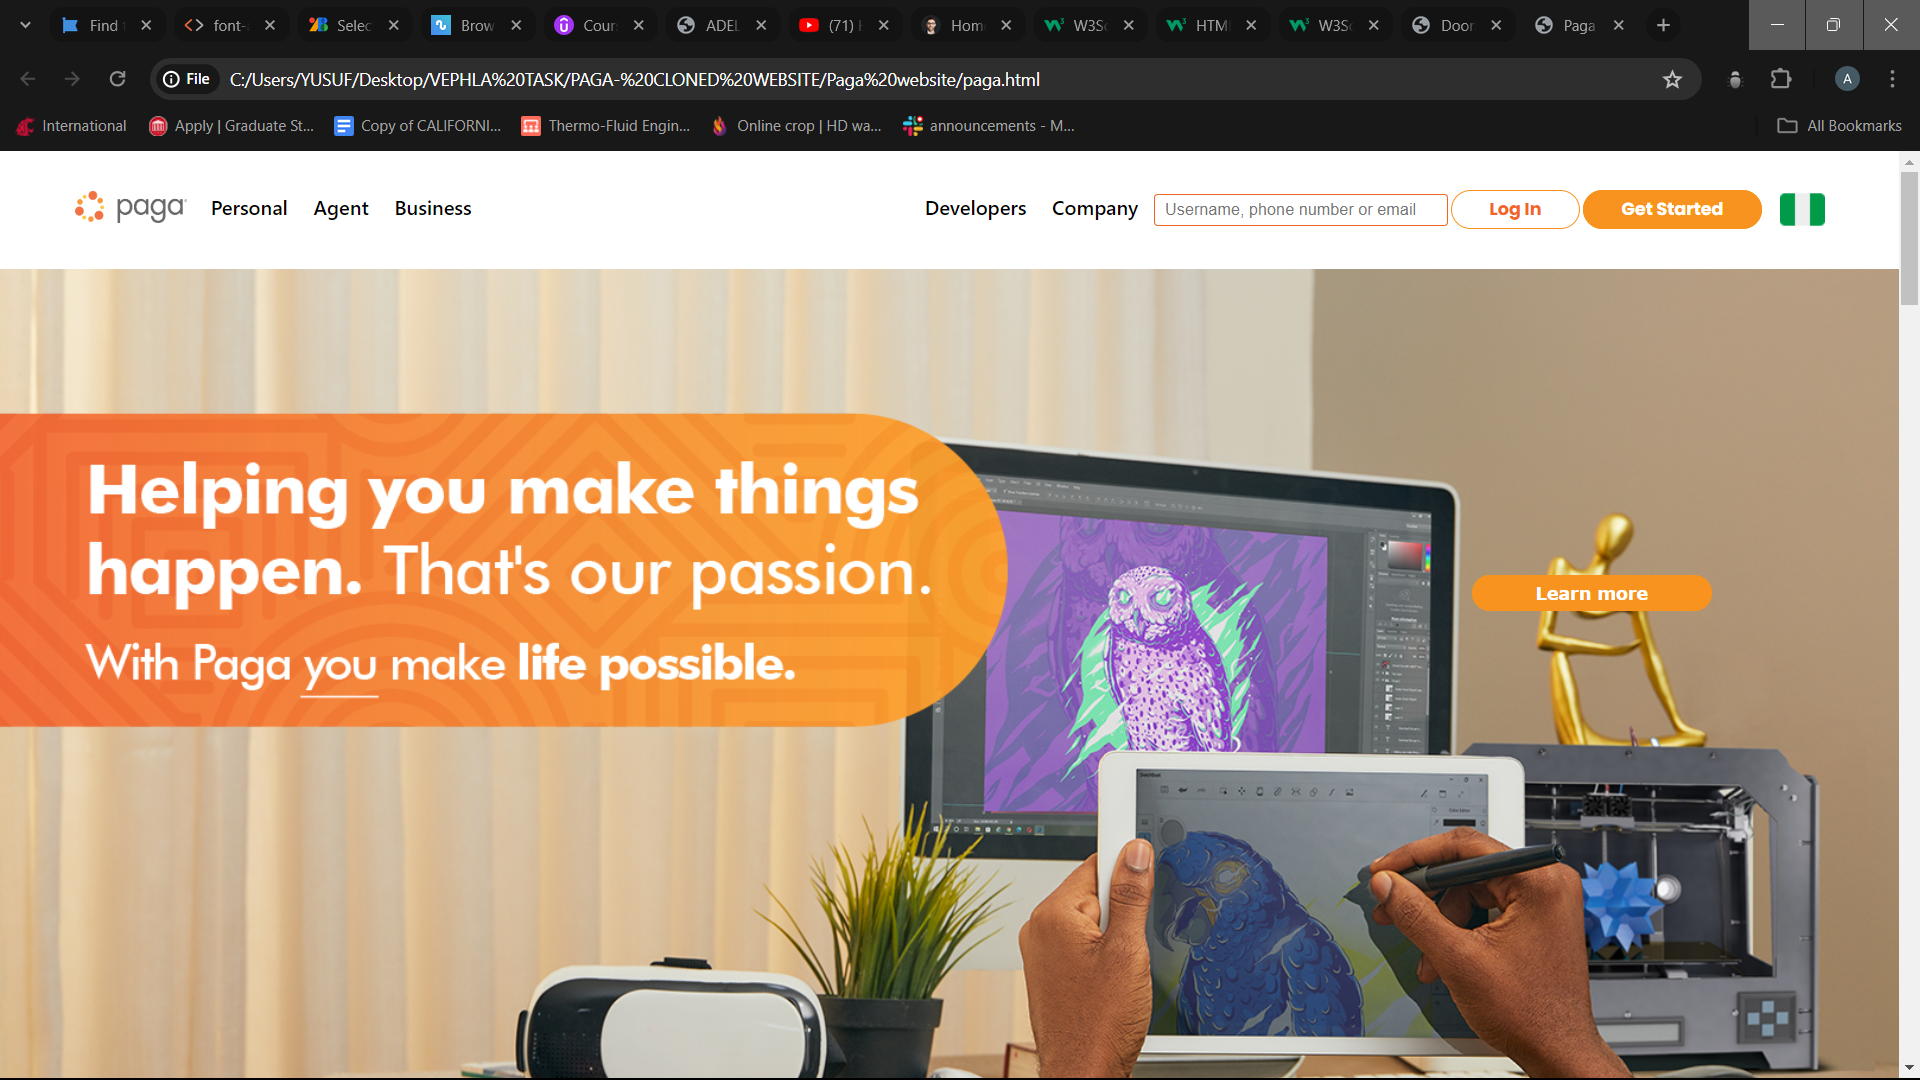 Find
font-
Selec
Brow
Cour
ADEL
(71)
Hom
W3Sc
HTM
W3Sc
Door
Paga
File
C:/Users/YUSUF/Desktop/VEPHLA%20TASK/PAGA-%20CLONED%20WEBSITE/Paga%20website/paga.html
A
International
Apply | Graduate St...
Copy of CALIFORNI...
Thermo-Fluid Engin...
Online crop | HD wa...
announcements - M...
All Bookmarks
paga
Personal
Agent
Business
Developers
Company
Username, phone number or email
Log In
Get Started
Helping you make things
happen. That's our passion.
With Paga you make life possible.
Learn more